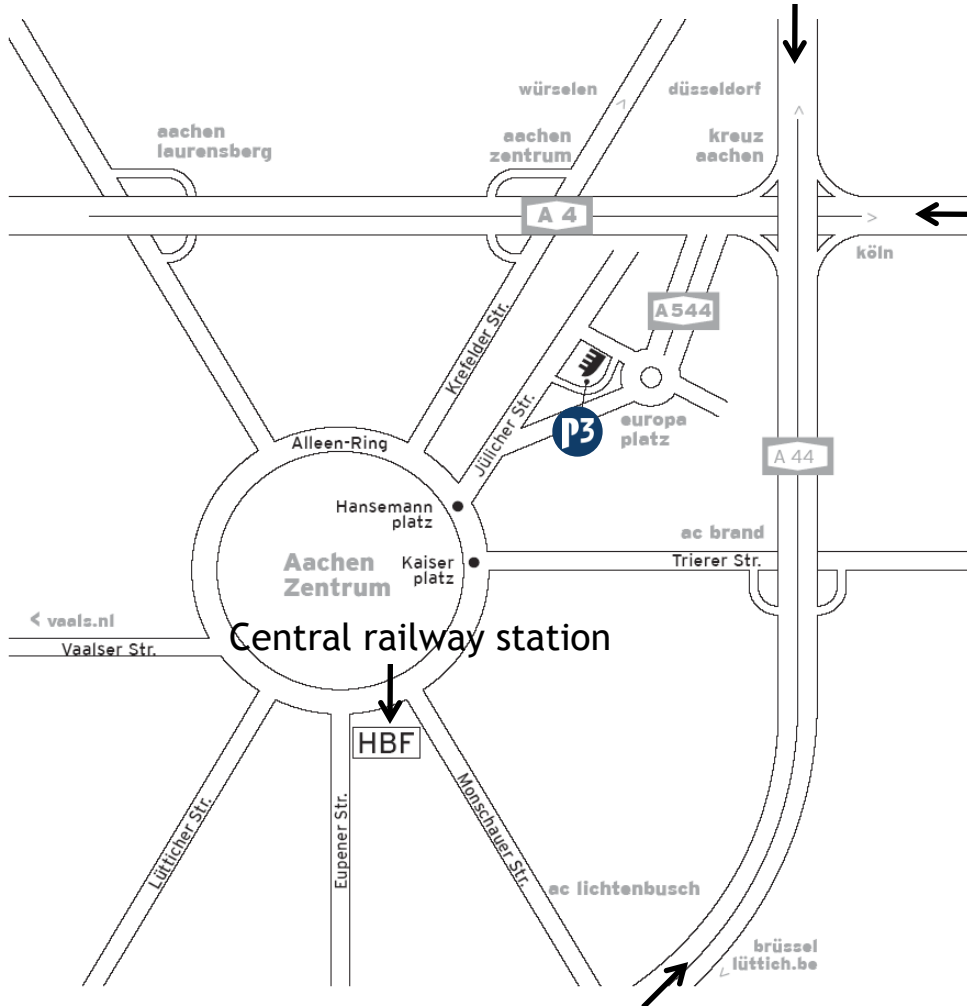 würselen
düsseldorf
aachen
laurensberg
aachen
zentrum
kreuz
aachen
A 4
köln
Krefelder Str.
A 544
Jülicher Str.
P3
europa
platz
Alleen-Ring
A 44
Hansemann
platz
ac brand
Trierer Str.
Aachen
Zentrum
Kaiser
platz
< vaals.nl
Vaalser Str.
Central railway station
HBF
Lütticher Str.
Eupener Str.
Monschauer Str.
ac lichtenbusch
brüssel
lüttich.be